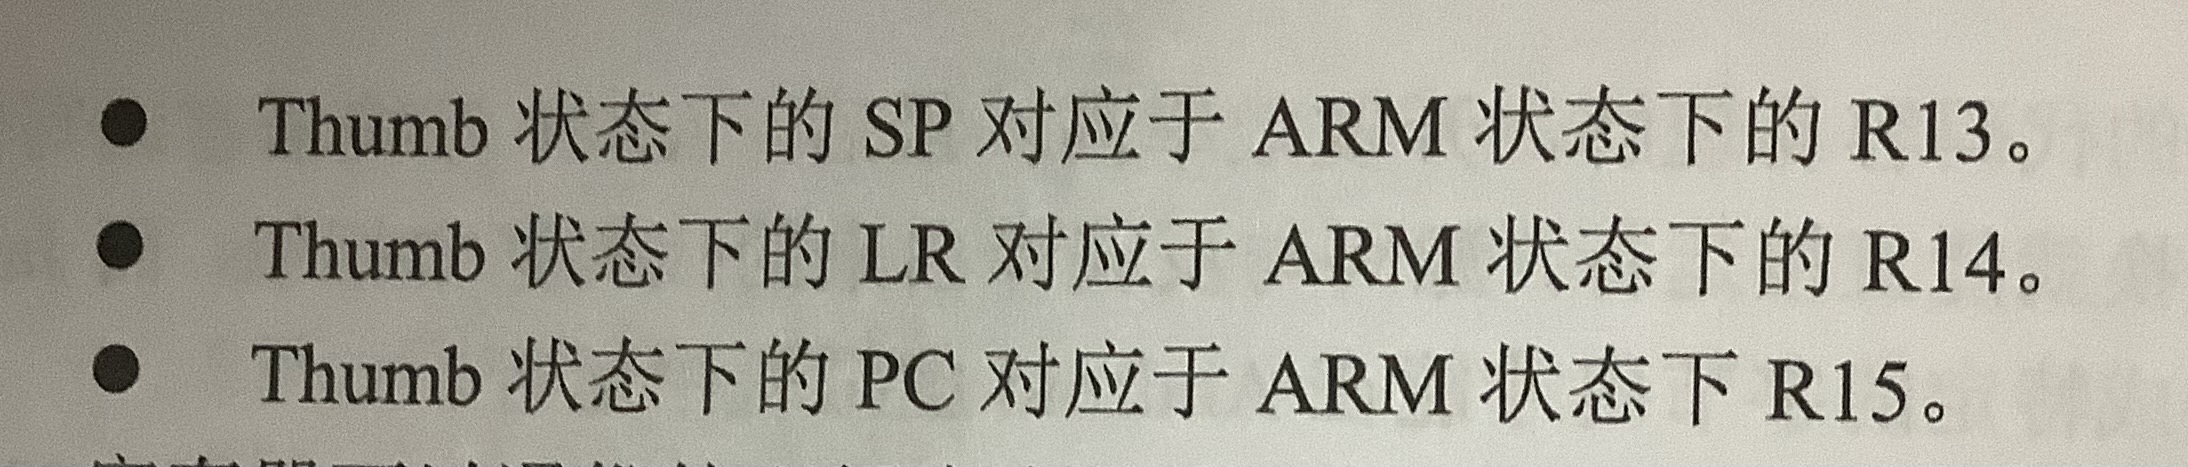 ● Thumb 状态下的 SP 对应于 ARM 状态下的 R13。
● Thumb 状态下的 LR 对应于 ARM 状态下的 R14。
● Thumb 状态下的 PC 对应于 ARM 状态下 R15。